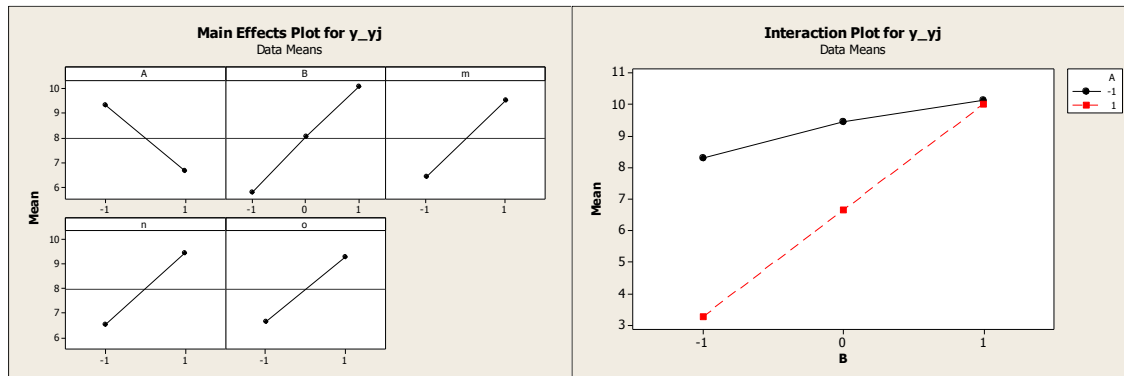 Main Effects Plot for y_yj
Data Means
A B m
10
9
8
7
6
-1 1 -1 0 1 -1 1
n o
10
9
8
7
6
-1 1 -1 1
Mean
Interaction Plot for y_yj
Data Means
11
10
9
8
7
6
5
4
3
-1 0 1
B
Mean
A
-1
1